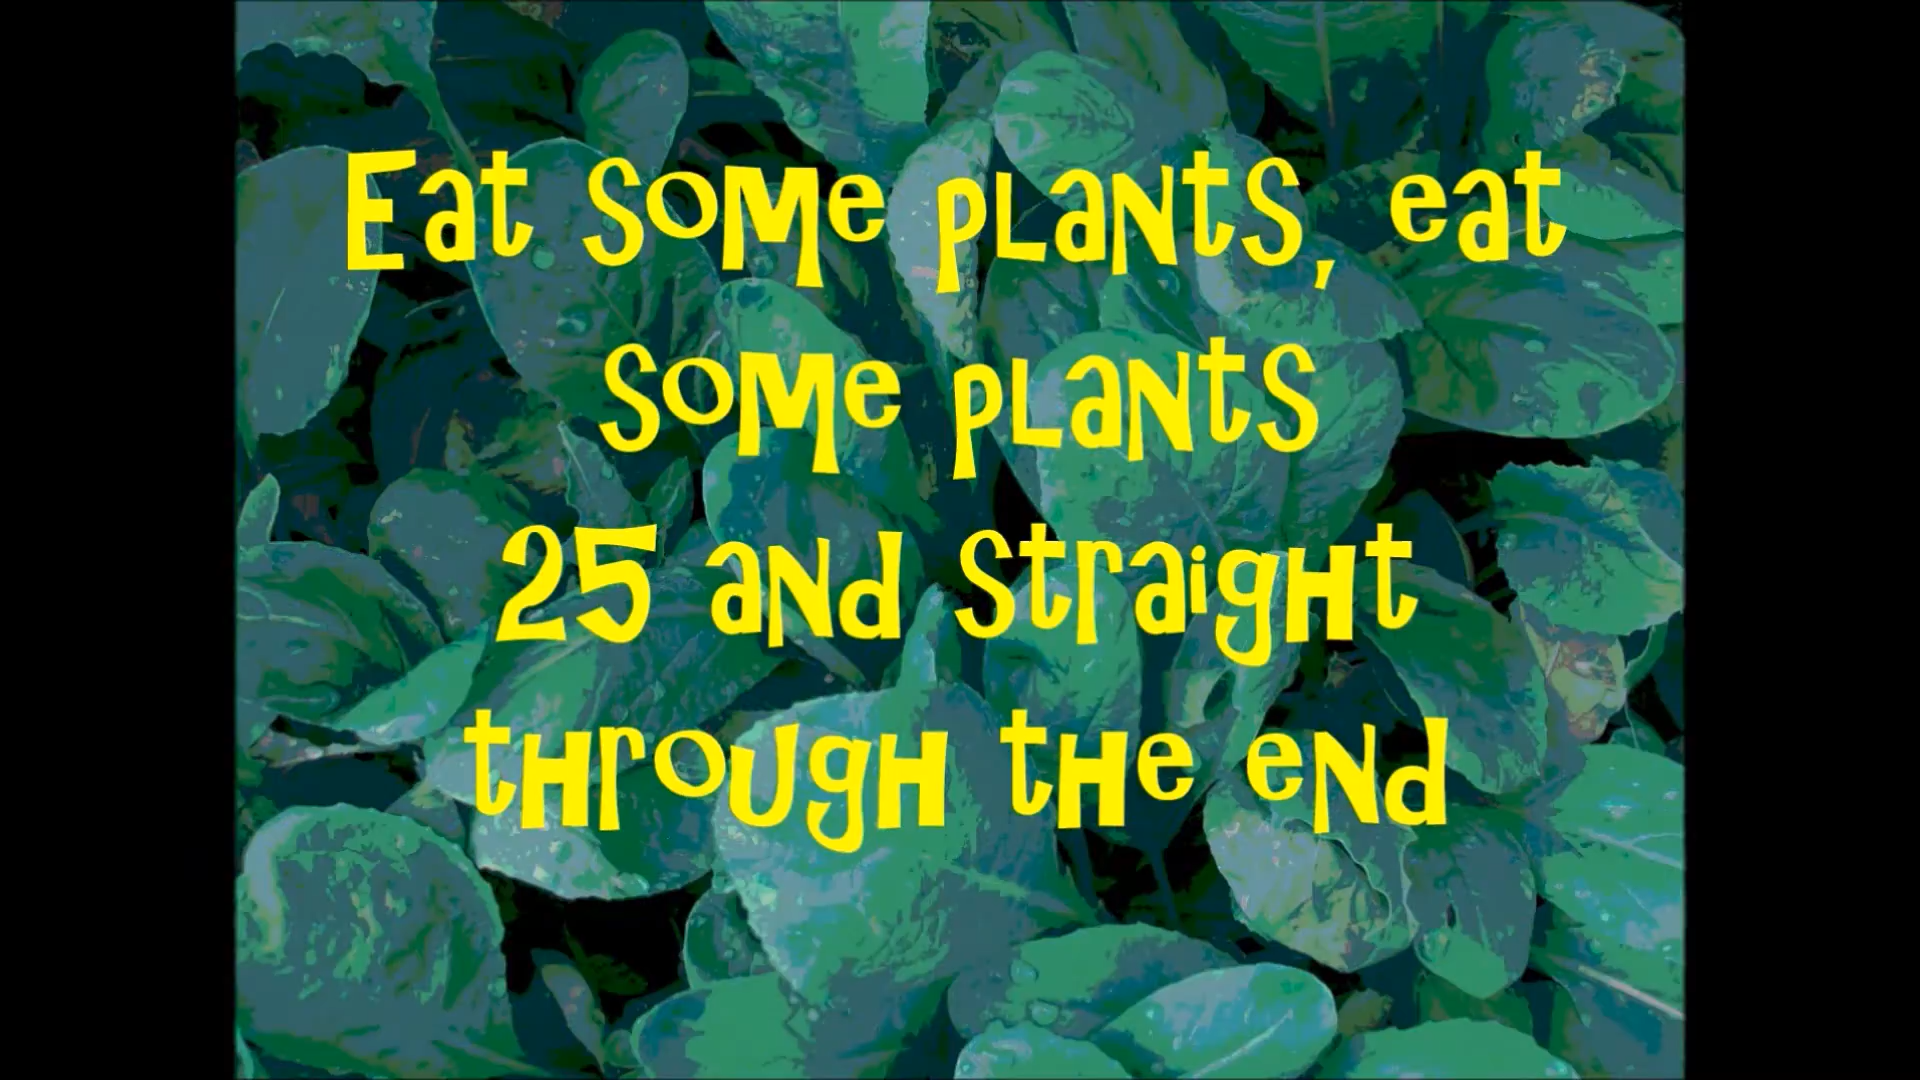 Eat some plants, eat
some plants
25 and straight
through the end